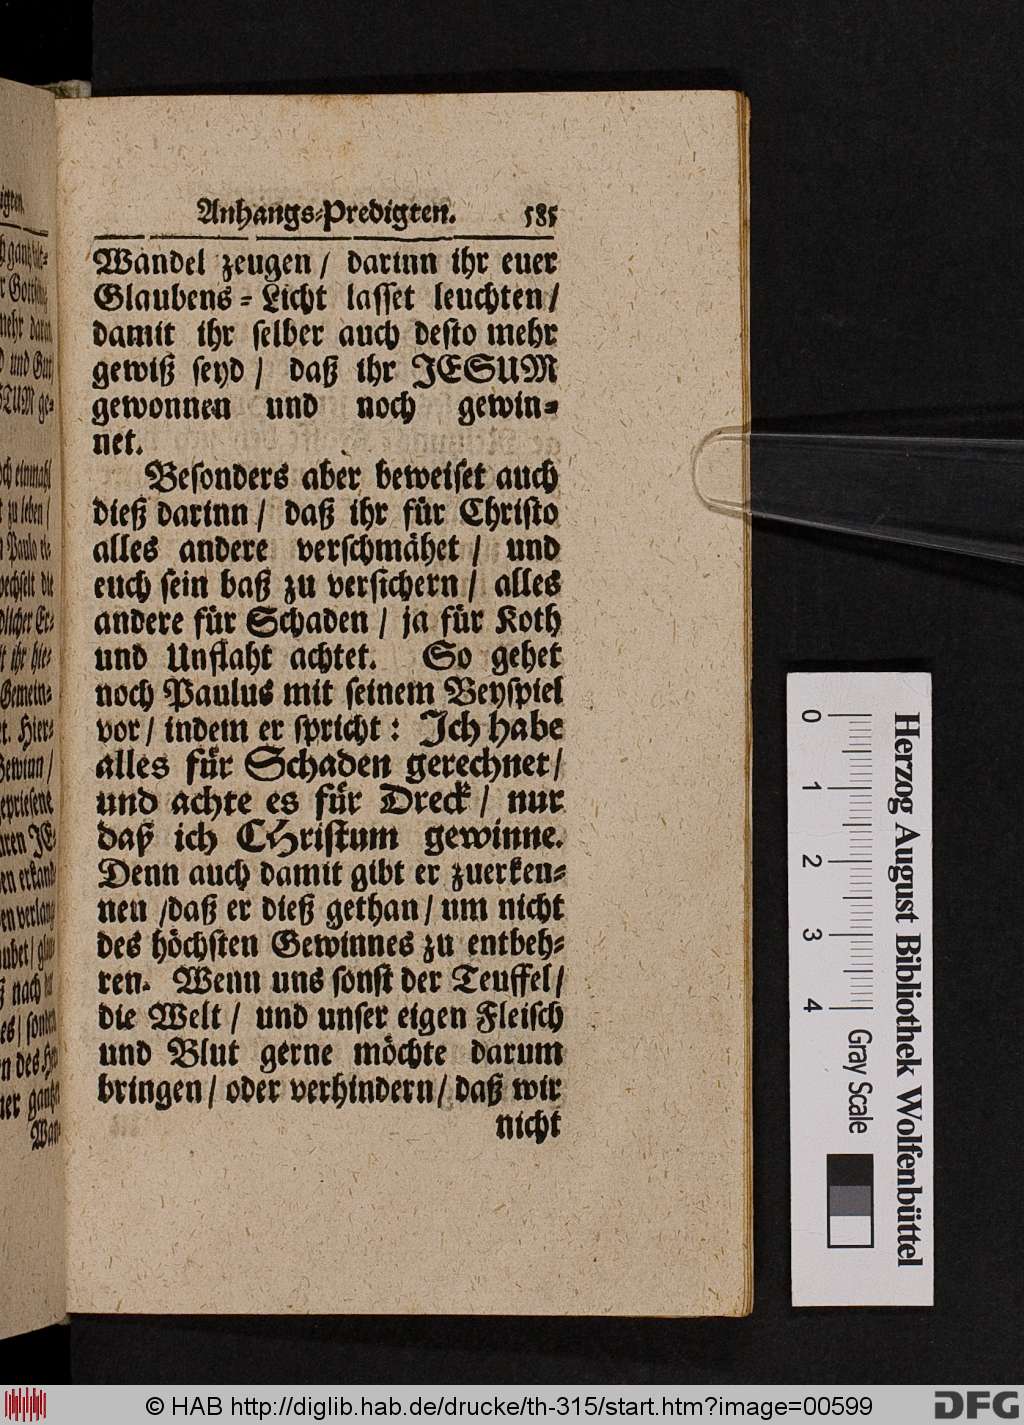 Anhangs-Predigten. 585
Wandel zeugen / darinn ihr euer
Glaubens-Licht lasset leuchten /
damit ihr selber auch desto mehr
gewiß seyd / daß ihr JESUM
gewonnen und noch gewin-
net.
Besonders aber beweiset auch
dieß darinn / daß ihr für Christo
alles andere verschmähet / und
euch sein baß zu versichern / alles
andere für Schaden / ja für Koth
und Unflaht achtet. So gehet
noch Paulus mit seinem Beyspiel
vor / indem er spricht: Ich habe
alles für Schaden gerechnet /
und achte es für Dreck / nur
daß ich CHristum gewinne.
Denn auch damit gibt er zuerken-
nen / daß er dieß gethan / um nicht
des höchsten Gewinnes zu entbeh-
ren. Wenn uns sonst der Teuffel /
die Welt / und unser eigen Fleisch
und Blut gerne möchte darum
bringen / oder verhindern / daß wir
nicht
0 1 2 3 4
Gray Scale
Herzog August Bibliothek Wolfenbüttel
© HAB http://diglib.hab.de/drucke/th-315/start.htm?image=00599
DFG